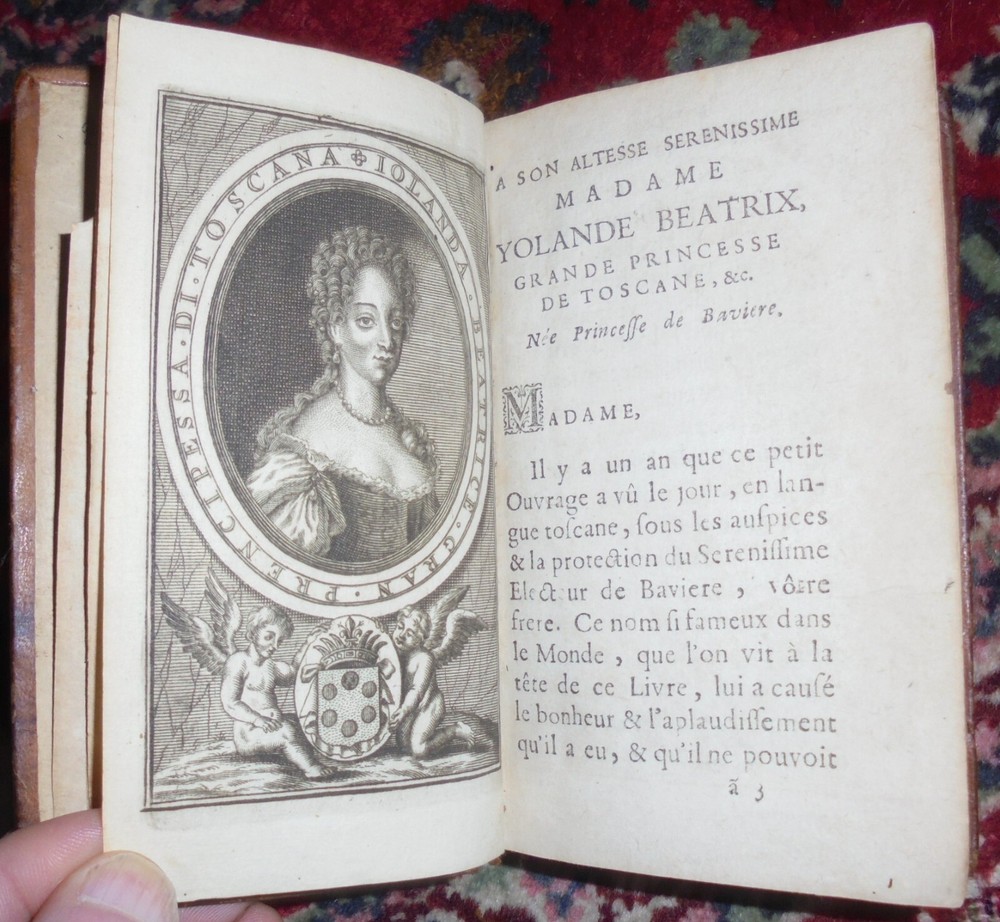 IOLANDA · BEATRICE · GRAN · PRENCIPESSA · DI · TOSCANA
A SON ALTESSE SERENISSIME
MADAME
YOLANDE BEATRIX,
GRANDE PRINCESSE
DE TOSCANE, &c.
Née Princeſſe de Baviere.
MADAME,
Il y a un an que ce petit
Ouvrage a vû le jour, en lan-
gue toſcane, ſous les auſpices
& la protection du Sereniſſime
Electeur de Baviere, vôtre
frere. Ce nom ſi fameux dans
le Monde, que l'on vit à la
tête de ce Livre, lui a cauſé
le bonheur & l'aplaudiſſement
qu'il a eu, & qu'il ne pouvoit
ã 3